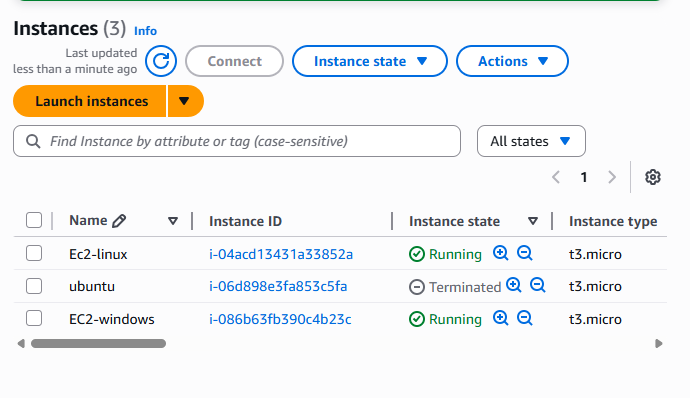 Instances (3) Info
Last updated
less than a minute ago
Connect
Instance state
Actions
Launch instances
Find Instance by attribute or tag (case-sensitive)
All states
1
Name Instance ID Instance state Instance type
Ec2-linux i-04acd13431a33852a Running t3.micro
ubuntu i-06d898e3fa853c5fa Terminated t3.micro
EC2-windows i-086b63fb390c4b23c Running t3.micro